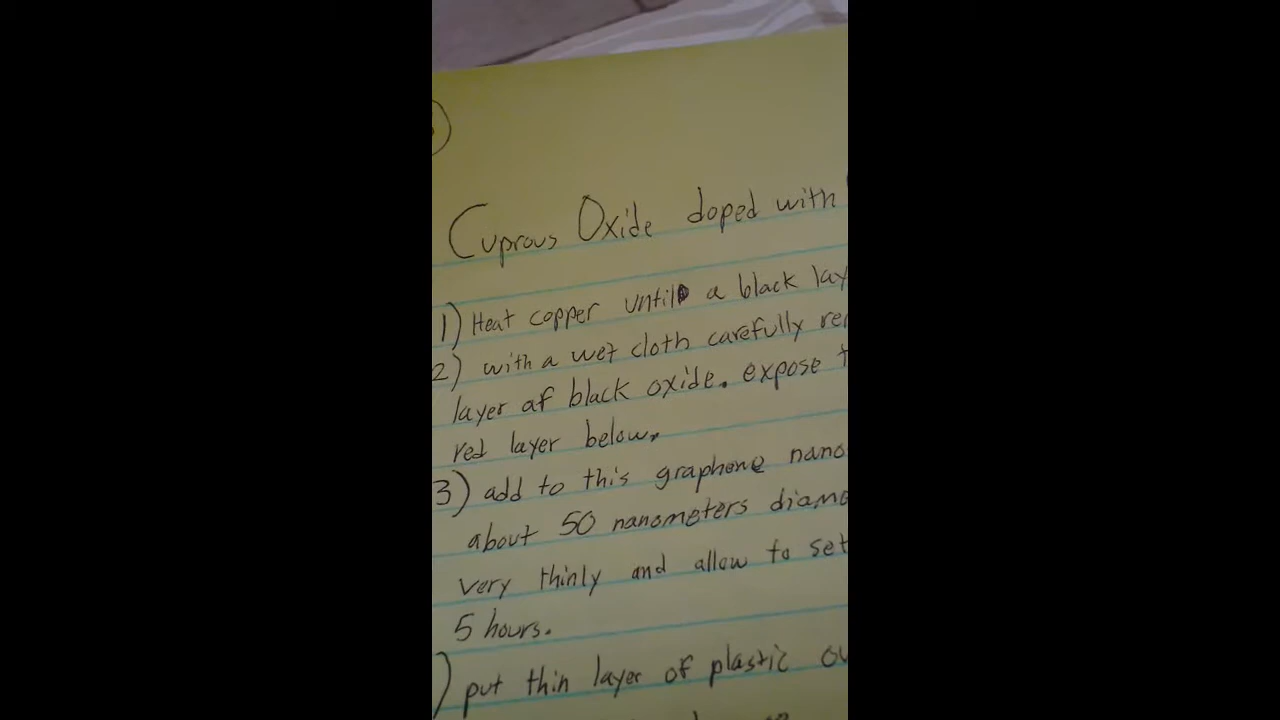 Cuprous Oxide doped with
1) Heat copper until a black lay
2) with a wet cloth carefully re
layer af black oxide. expose t
red layer below.
3) add to this graphene nano
about 50 nanometers diame
very thinly and allow to set
5 hours.
) put thin layer of plastic ov